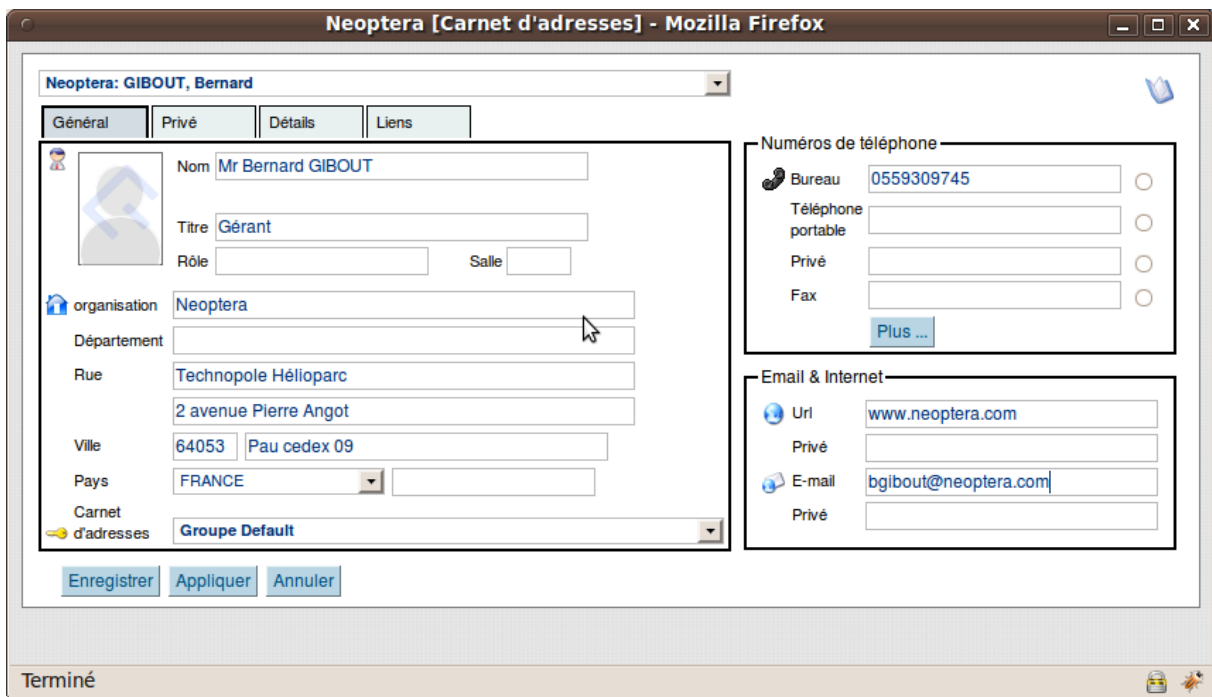 Neoptera [Carnet d'adresses] - Mozilla Firefox
Neoptera: GIBOUT, Bernard
Général Privé Détails Liens
Nom Mr Bernard GIBOUT
Titre Gérant
Rôle Salle
organisation Neoptera
Département
Rue Technopole Hélioparc
2 avenue Pierre Angot
Ville 64053 Pau cedex 09
Pays FRANCE
Carnet
d'adresses Groupe Default
Numéros de téléphone
Bureau 0559309745
Téléphone
portable
Privé
Fax
Plus ...
Email & Internet
Url www.neoptera.com
Privé
E-mail bgibout@neoptera.com
Privé
Enregistrer Appliquer Annuler
Terminé